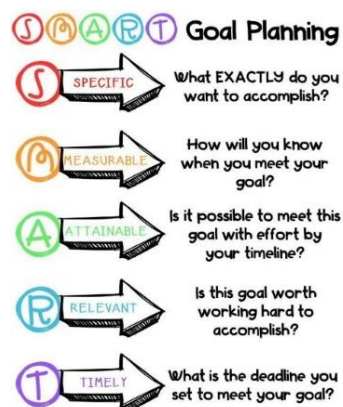 SMART Goal Planning
S SPECIFIC
What EXACTLY do you
want to accomplish?
M MEASURABLE
How will you know
when you meet your
goal?
A ATTAINABLE
Is it possible to meet this
goal with effort by
your timeline?
R RELEVANT
Is this goal worth
working hard to
accomplish?
T TIMELY
What is the deadline you
set to meet your goal?